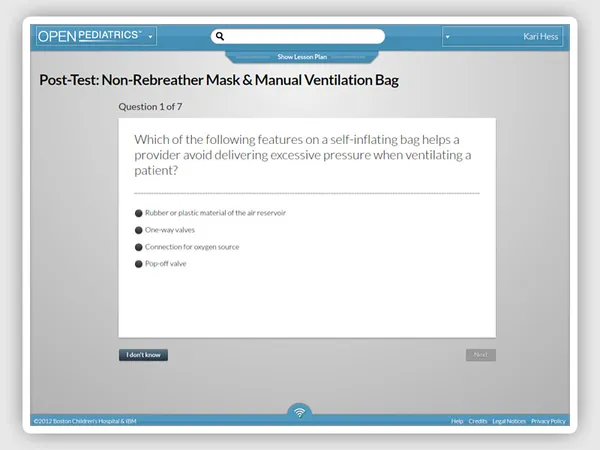 OPENPEDIATRICS™
Kari Hess
Show Lesson Plan
Post-Test: Non-Rebreather Mask & Manual Ventilation Bag
Question 1 of 7
Which of the following features on a self-inflating bag helps a
provider avoid delivering excessive pressure when ventilating a
patient?
Rubber or plastic material of the air reservoir
One-way valves
Connection for oxygen source
Pop-off valve
I don't know
Next
©2012 Boston Children's Hospital & IBM
Help Credits Legal Notices Privacy Policy